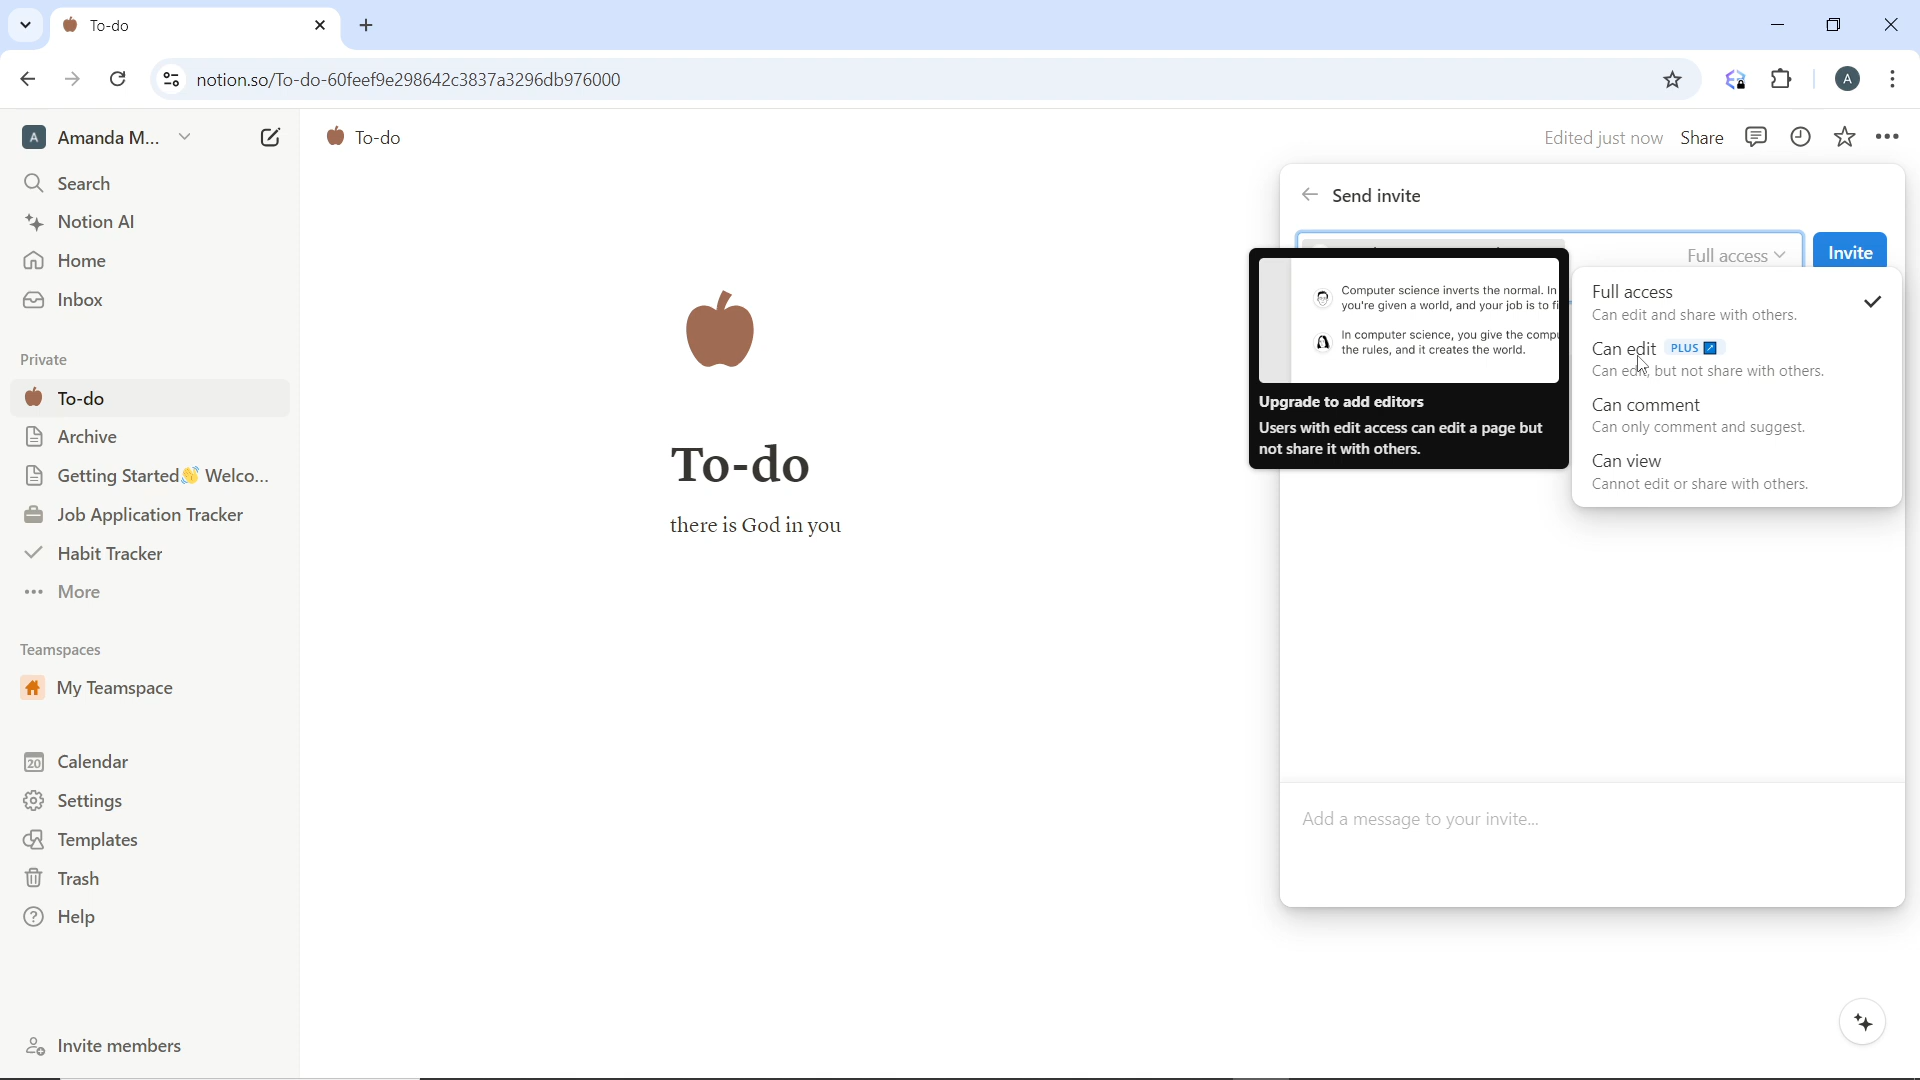 To-do
notion.so/To-do-60feef9e298642c3837a3296db976000
A
A Amanda M...
To-do
Edited just now Share
Search
Notion AI
Home
Inbox
Private
To-do
Archive
Getting Started👋 Welco...
Job Application Tracker
Habit Tracker
More
Teamspaces
My Teamspace
20 Calendar
Settings
Templates
Trash
Help
Invite members
To-do
there is God in you
Send invite
Full access
Invite
Computer science inverts the normal. In
you're given a world, and your job is to fi
In computer science, you give the compu
the rules, and it creates the world.
Upgrade to add editors
Users with edit access can edit a page but
not share it with others.
Full access
Can edit and share with others.
Can edit PLUS
Can edit, but not share with others.
Can comment
Can only comment and suggest.
Can view
Cannot edit or share with others.
Add a message to your invite...